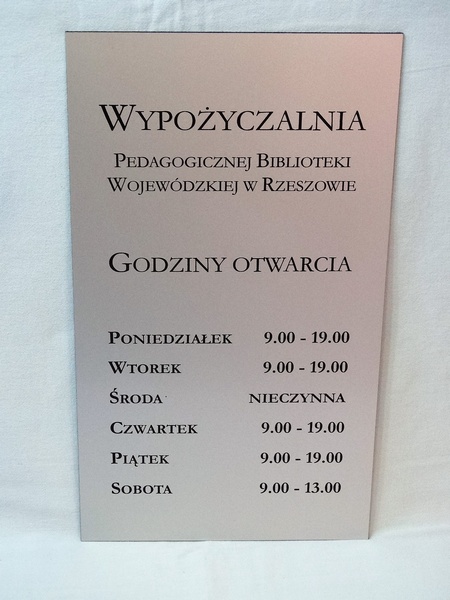 Wypożyczalnia
Pedagogicznej Biblioteki
Wojewódzkiej w Rzeszowie
Godziny otwarcia
Poniedziałek 9.00 - 19.00
Wtorek 9.00 - 19.00
Środa nieczynna
Czwartek 9.00 - 19.00
Piątek 9.00 - 19.00
Sobota 9.00 - 13.00